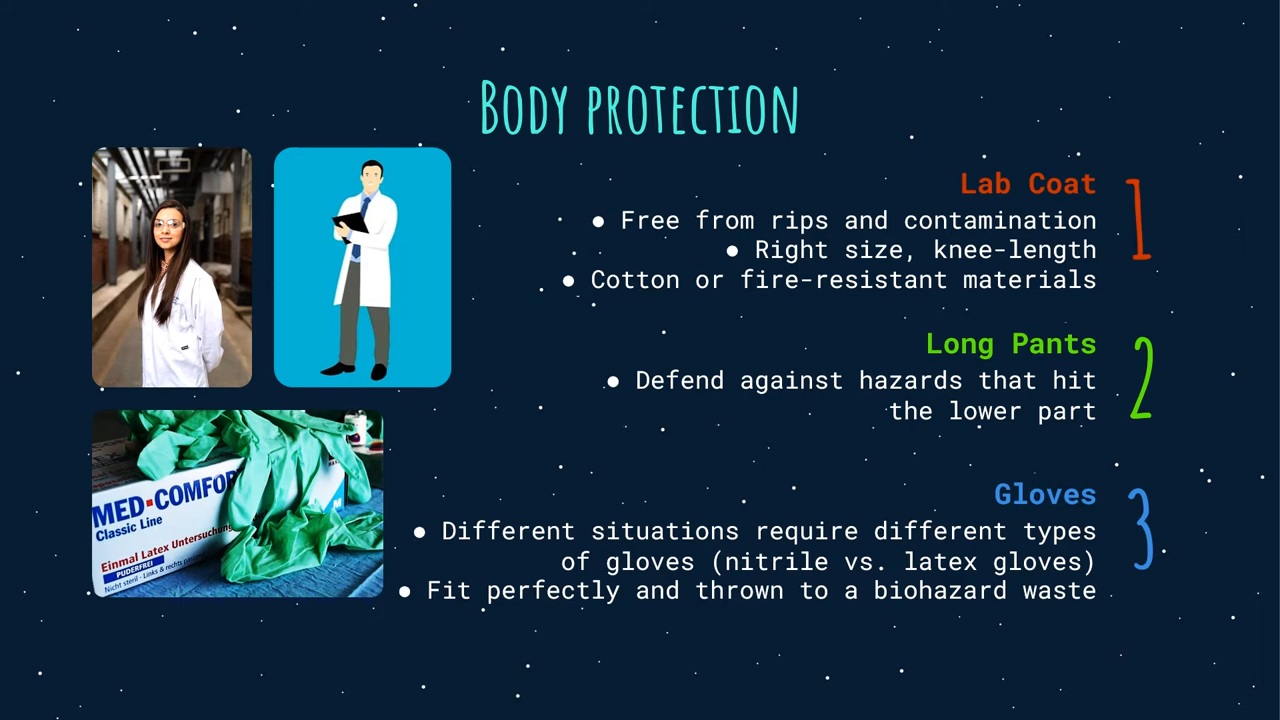 Body protection
Lab Coat
1
● Free from rips and contamination
● Right size, knee-length
● Cotton or fire-resistant materials
Long Pants
2
● Defend against hazards that hit
the lower part
Gloves
3
● Different situations require different types
of gloves (nitrile vs. latex gloves)
● Fit perfectly and thrown to a biohazard waste
MED·COMFOR
Classic Line
Einmal Latex Untersuchung
PUDERFREI
Nicht steril - Links & rechts